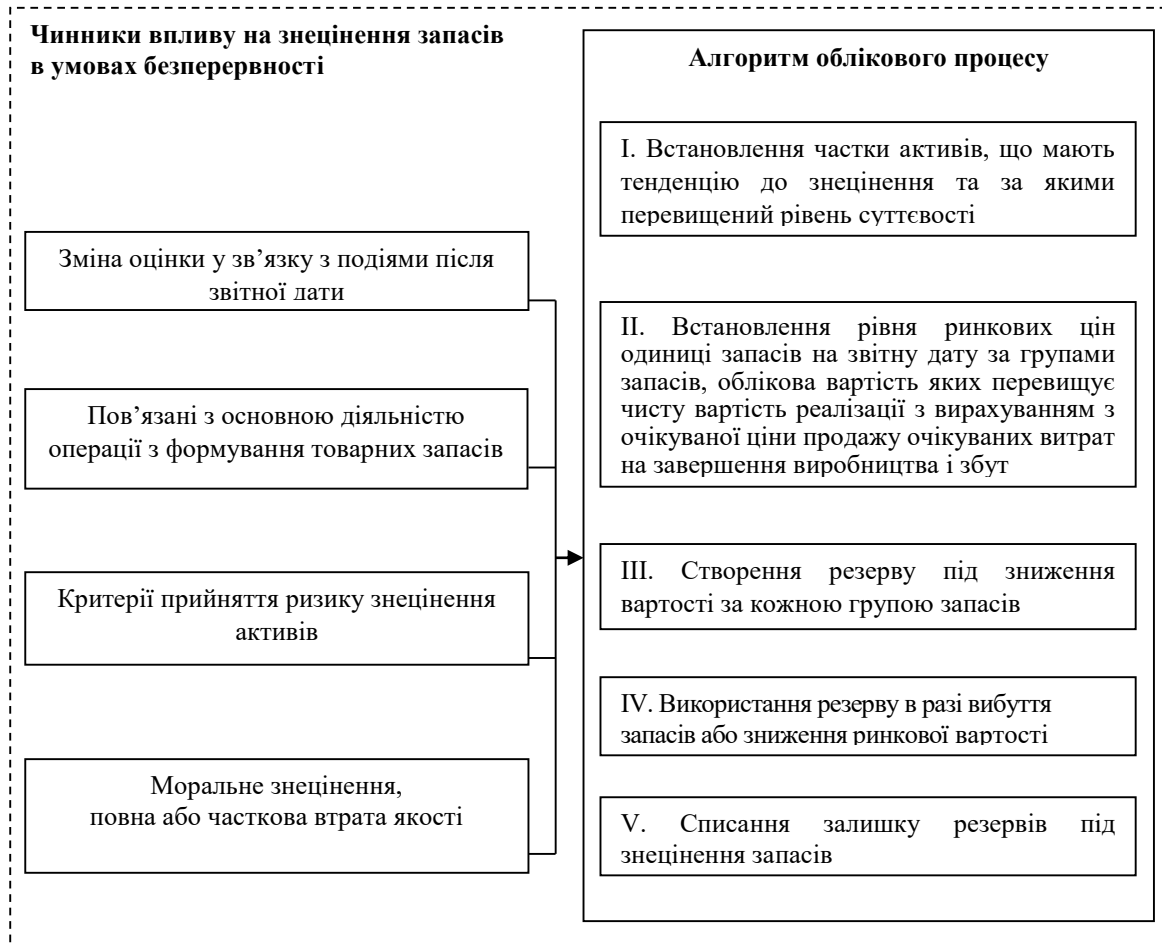 Чинники впливу на знецінення запасів
в умовах безперервності
Зміна оцінки у зв’язку з подіями після
звітної дати
Пов’язані з основною діяльністю
операції з формування товарних запасів
Критерії прийняття ризику знецінення
активів
Моральне знецінення,
повна або часткова втрата якості
Алгоритм облікового процесу
I. Встановлення частки активів, що мають
тенденцію до знецінення та за якими
перевищений рівень суттєвості
II. Встановлення рівня ринкових цін
одиниці запасів на звітну дату за групами
запасів, облікова вартість яких перевищує
чисту вартість реалізації з вирахуванням з
очікуваної ціни продажу очікуваних витрат
на завершення виробництва і збут
III. Створення резерву під зниження
вартості за кожною групою запасів
IV. Використання резерву в разі вибуття
запасів або зниження ринкової вартості
V. Списання залишку резервів під
знецінення запасів